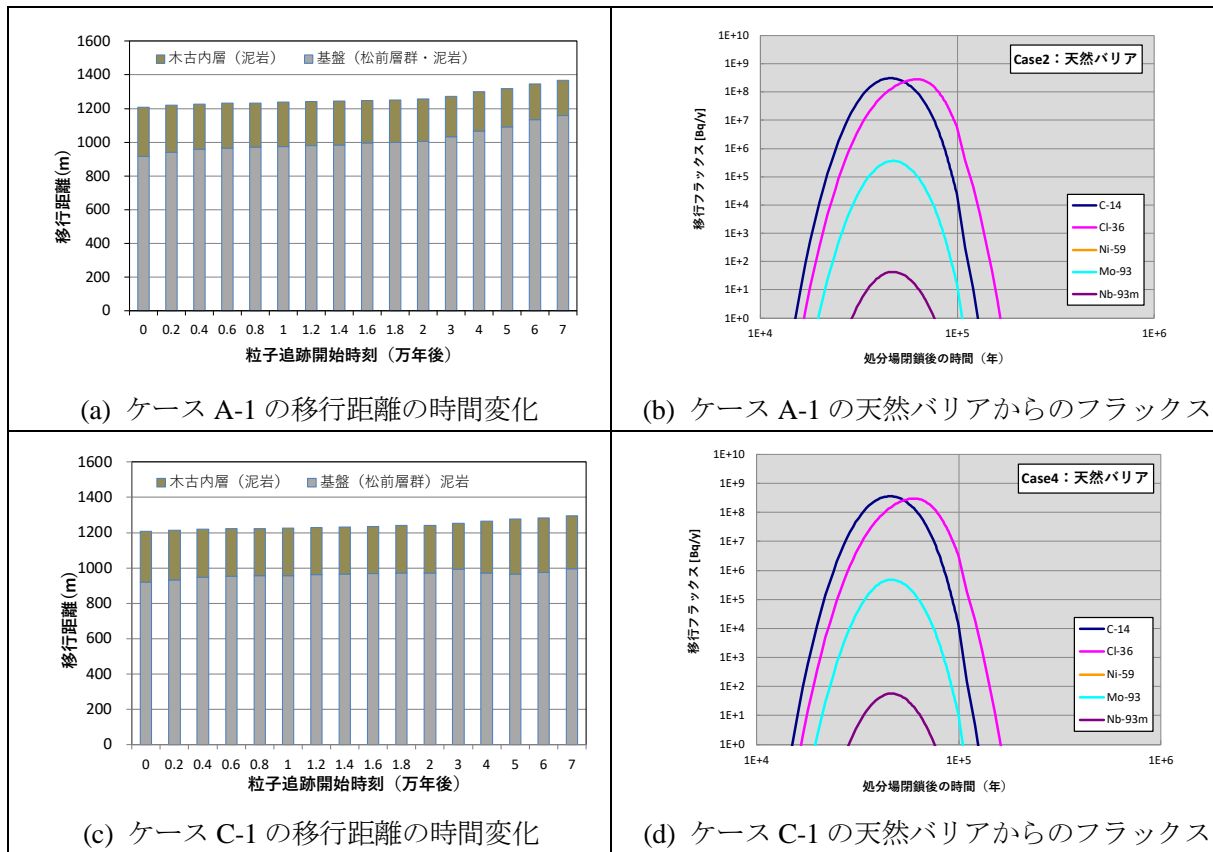 1600
1400
1200
1000
800
600
400
200
0
移行距離(m)
木古内層（泥岩）
基盤（松前層群・泥岩）
0 0.2 0.4 0.6 0.8 1 1.2 1.4 1.6 1.8 2 3 4 5 6 7
粒子追跡開始時刻（万年後）
(a) ケース A-1 の移行距離の時間変化
1E+10
1E+9
1E+8
1E+7
1E+6
1E+5
1E+4
1E+3
1E+2
1E+1
1E+0
移行フラックス [Bq/y]
Case2：天然バリア
C-14
Cl-36
Ni-59
Mo-93
Nb-93m
1E+4 1E+5 1E+6
処分場閉鎖後の時間（年）
(b) ケース A-1 の天然バリアからのフラックス
1600
1400
1200
1000
800
600
400
200
0
移行距離(m)
木古内層（泥岩）
基盤（松前層群）泥岩
0 0.2 0.4 0.6 0.8 1 1.2 1.4 1.6 1.8 2 3 4 5 6 7
粒子追跡開始時刻（万年後）
(c) ケース C-1 の移行距離の時間変化
1E+10
1E+9
1E+8
1E+7
1E+6
1E+5
1E+4
1E+3
1E+2
1E+1
1E+0
移行フラックス [Bq/y]
Case4：天然バリア
C-14
Cl-36
Ni-59
Mo-93
Nb-93m
1E+4 1E+5 1E+6
処分場閉鎖後の時間（年）
(d) ケース C-1 の天然バリアからのフラックス